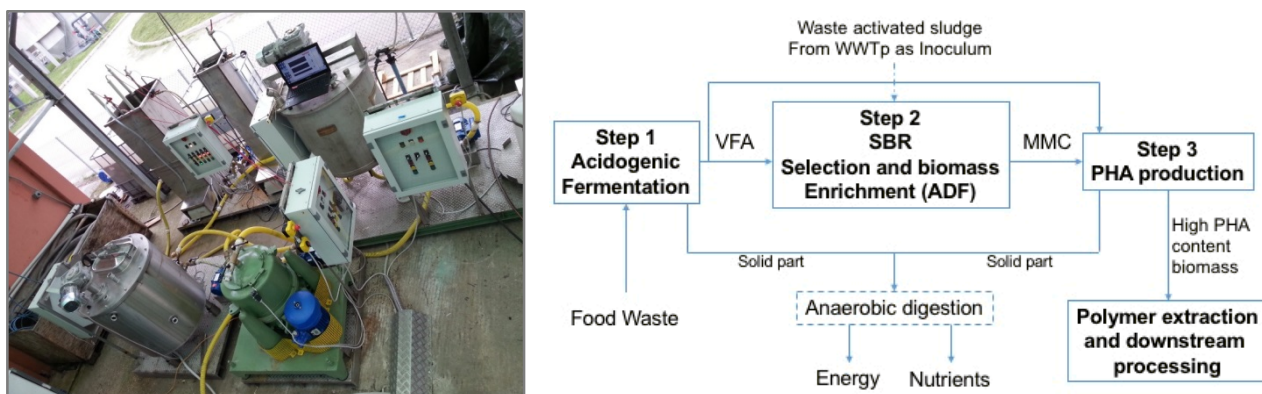 Waste activated sludge
From WWTp as Inoculum
Step 1
Acidogenic
Fermentation
VFA
Step 2
SBR
Selection and biomass
Enrichment (ADF)
MMC
Step 3
PHA production
Solid part
Solid part
High PHA
content
biomass
Food Waste
Anaerobic digestion
Energy
Nutrients
Polymer extraction
and downstream
processing